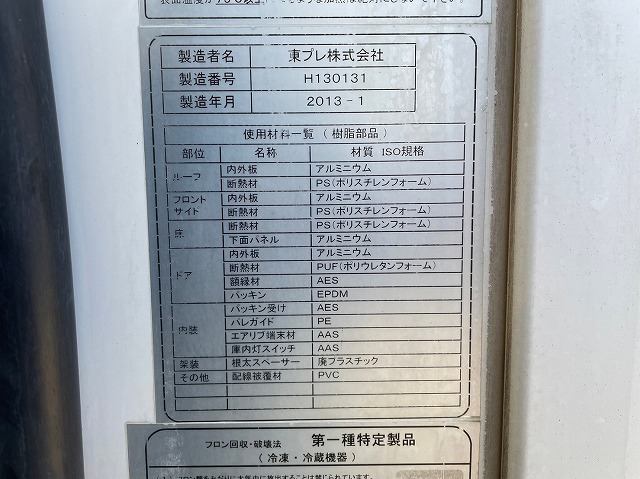 製造者名 東プレ株式会社
製造番号 H130131
製造年月 2013-1
使用材料一覧(樹脂部品)
部位 名称 材質 ISO規格
ルーフ 内外板 アルミニウム
断熱材 PS(ポリスチレンフォーム)
フロント 内外板 アルミニウム
サイド 断熱材 PS(ポリスチレンフォーム)
床 断熱材 PS(ポリスチレンフォーム)
下面パネル アルミニウム
ドア 内外板 アルミニウム
断熱材 PUF(ポリウレタンフォーム)
額縁材 AES
パッキン EPDM
内装 パッキン受け AES
パレガイド PE
エアリブ端末材 AAS
庫内灯スイッチ AAS
架装 根太スペーサー 廃プラスチック
その他 配線被覆材 PVC
フロン回収・破壊法 第一種特定製品
(冷凍・冷蔵機器)